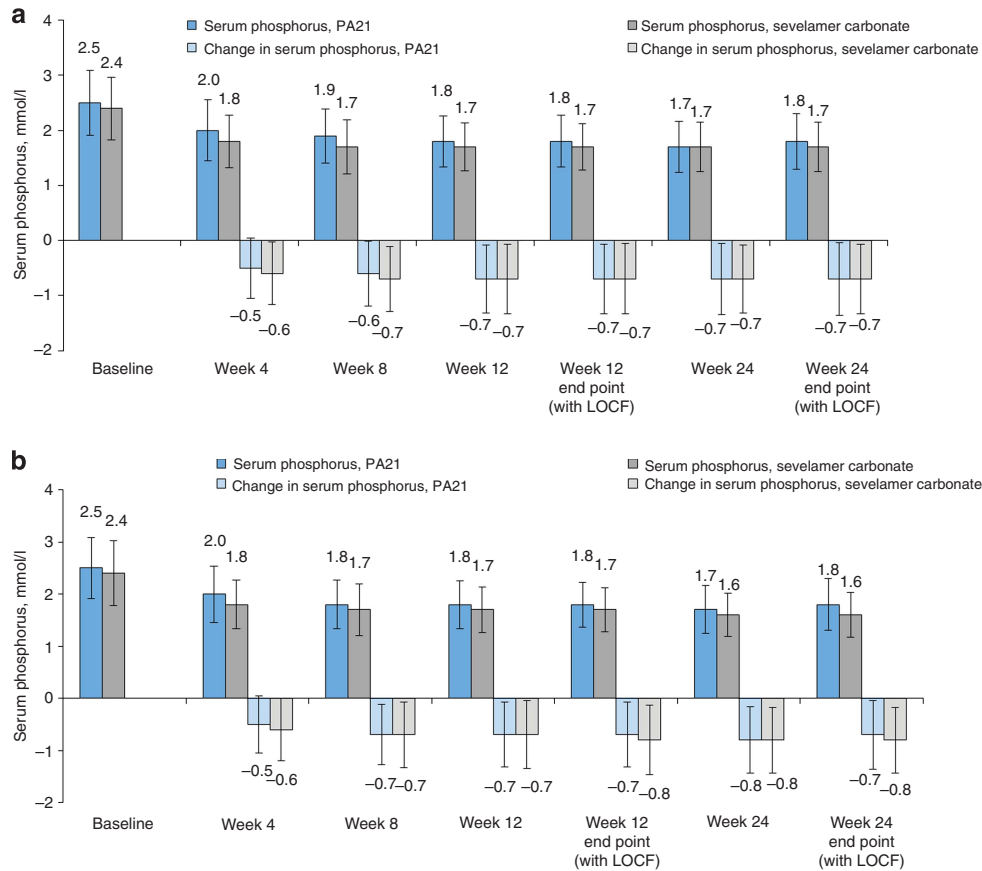 a
Serum phosphorus, PA21
Serum phosphorus, sevelamer carbonate
Change in serum phosphorus, PA21
Change in serum phosphorus, sevelamer carbonate
Serum phosphorus, mmol/l
4
3
2
1
0
–1
–2
2.5
2.4
2.0
1.8
1.9
1.7
1.8
1.7
1.8
1.7
1.7
1.7
1.8
1.7
–0.5
–0.6
–0.6
–0.7
–0.7
–0.7
–0.7
–0.7
–0.7
–0.7
–0.7
–0.7
Baseline
Week 4
Week 8
Week 12
Week 12
end point
(with LOCF)
Week 24
Week 24
end point
(with LOCF)
b
Serum phosphorus, PA21
Serum phosphorus, sevelamer carbonate
Change in serum phosphorus, PA21
Change in serum phosphorus, sevelamer carbonate
Serum phosphorus, mmol/l
4
3
2
1
0
–1
–2
2.5
2.4
2.0
1.8
1.8
1.7
1.8
1.7
1.8
1.7
1.7
1.6
1.8
1.6
–0.5
–0.6
–0.7
–0.7
–0.7
–0.7
–0.7
–0.8
–0.8
–0.8
–0.7
–0.8
Baseline
Week 4
Week 8
Week 12
Week 12
end point
(with LOCF)
Week 24
Week 24
end point
(with LOCF)